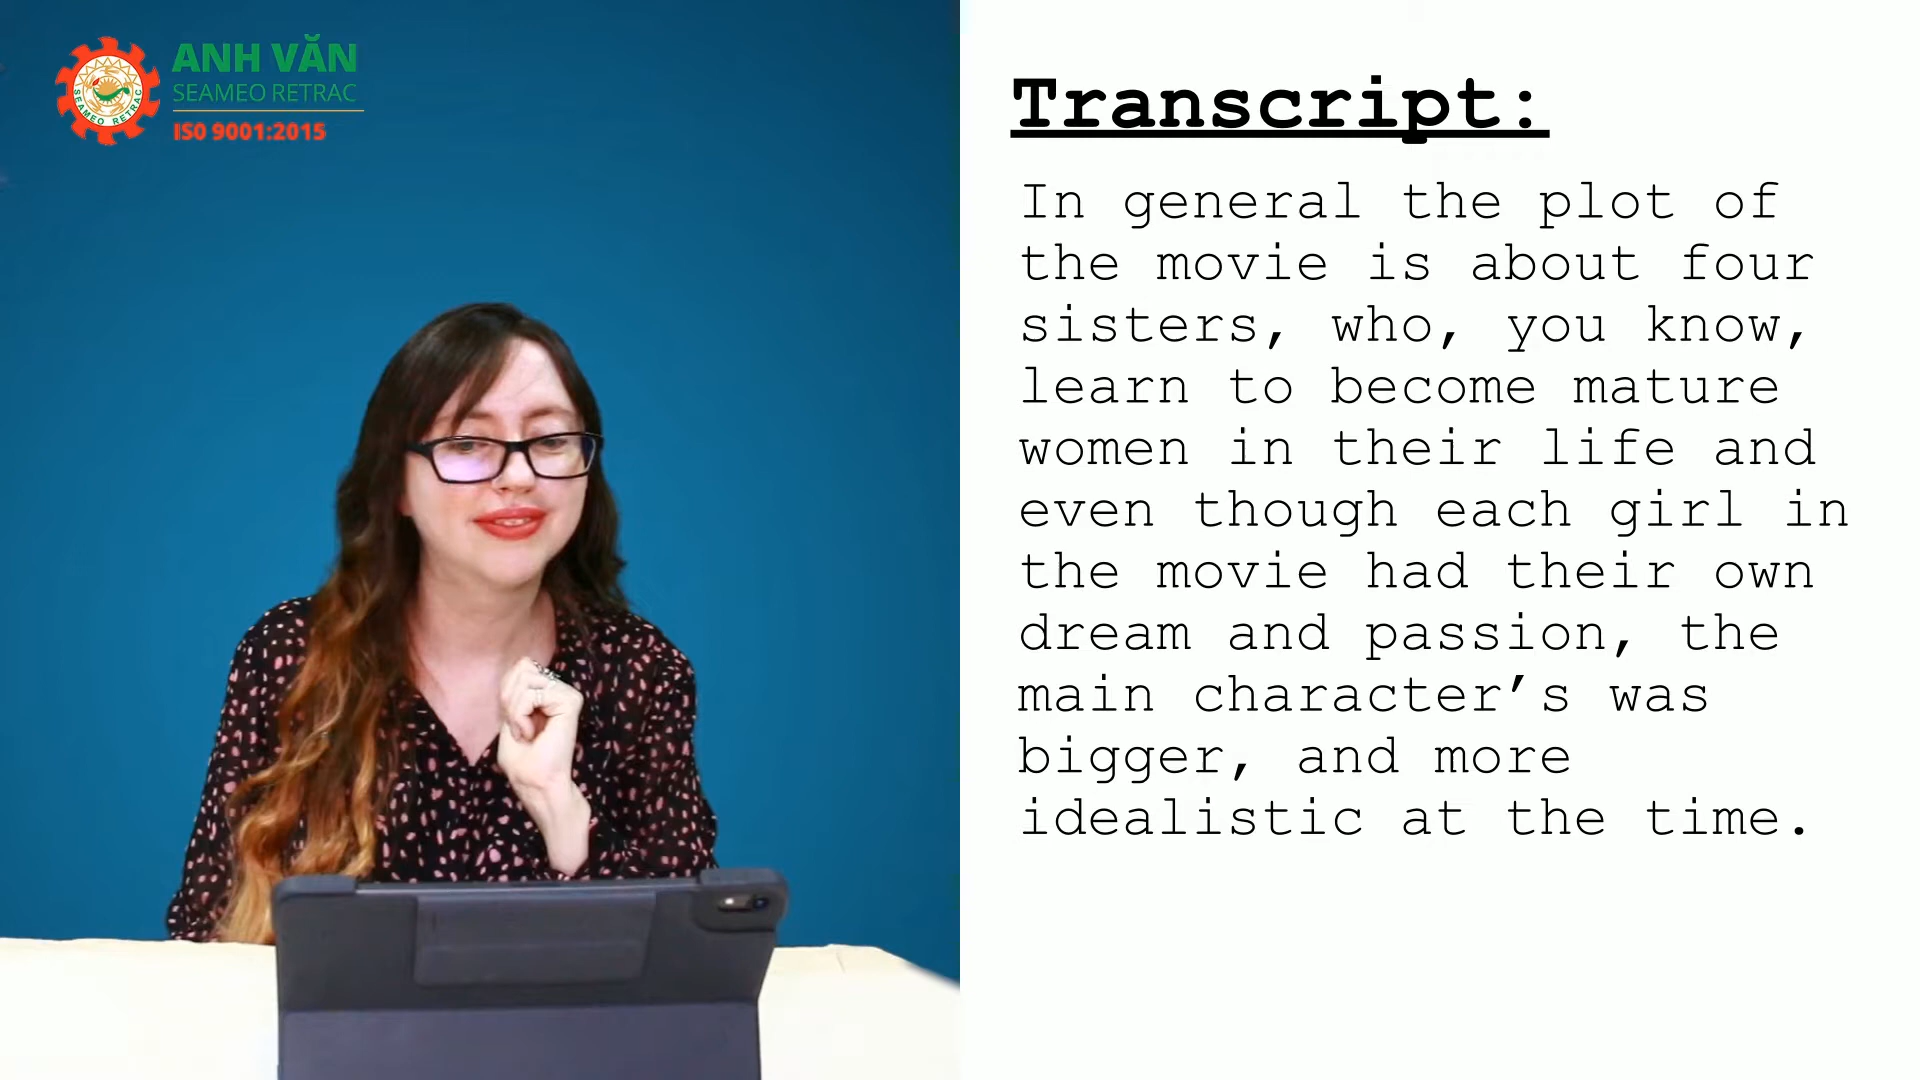 ANH VĂN
SEAMEO RETRAC
ISO 9001:2015
SEAMEO RETRAC
Transcript:
In general the plot of
the movie is about four
sisters, who, you know,
learn to become mature
women in their life and
even though each girl in
the movie had their own
dream and passion, the
main character’s was
bigger, and more
idealistic at the time.